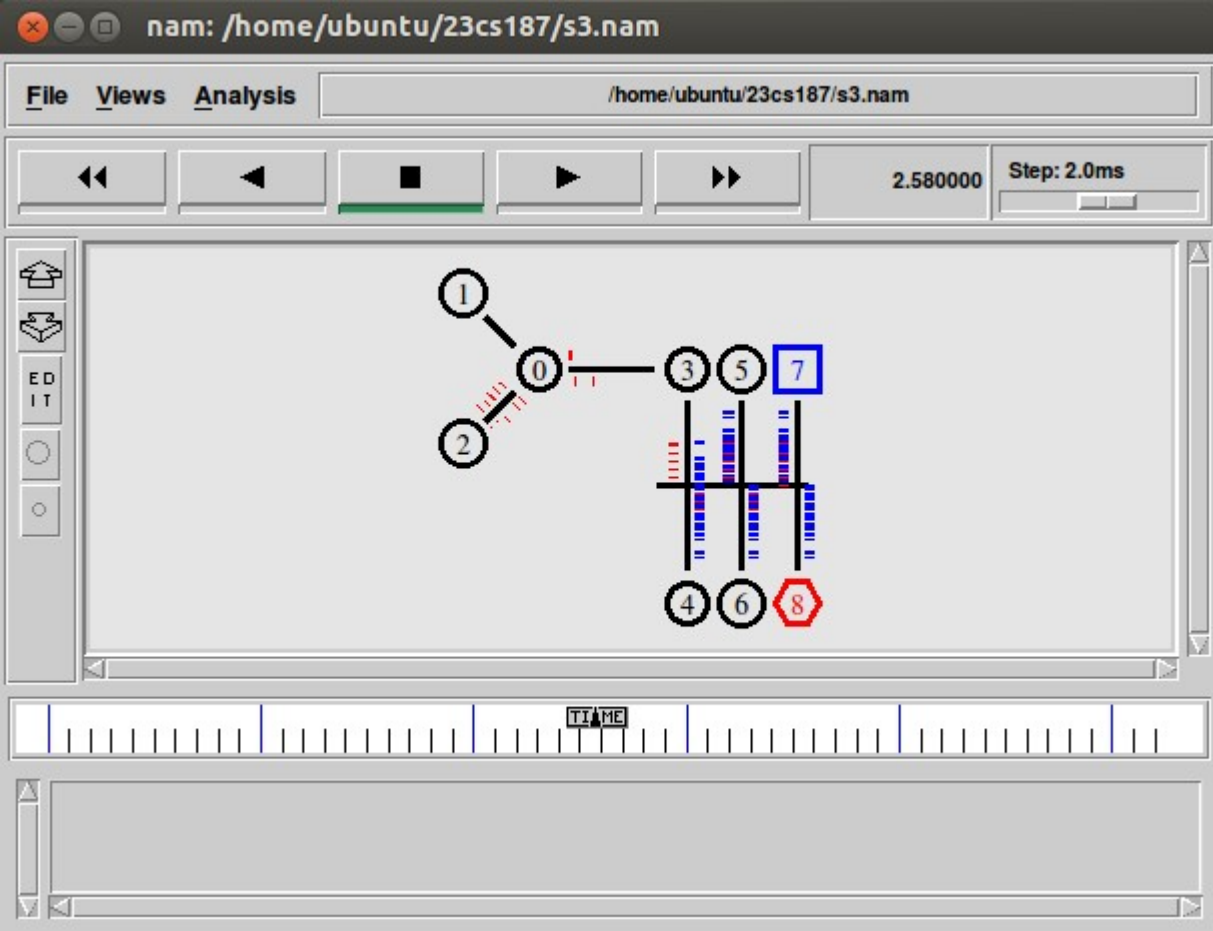 nam: /home/ubuntu/23cs187/s3.nam
File Views Analysis /home/ubuntu/23cs187/s3.nam
2.580000 Step: 2.0ms
1
ED
IT
0 3 5 7
2
4 6 8
TIME